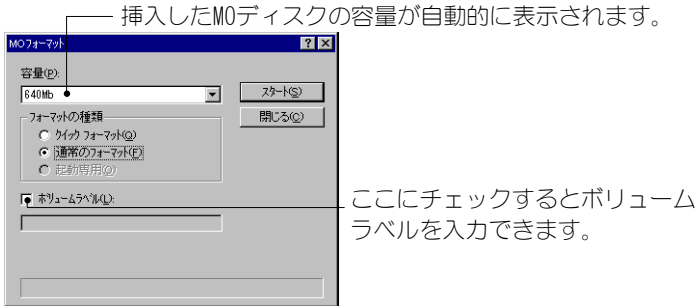 挿入したMOディスクの容量が自動的に表示されます。
MOフォーマット
容量(P):
640Mb
スタート(S)
閉じる(C)
フォーマットの種類
クイック フォーマット(Q)
通常のフォーマット(F)
起動専用(O)
ボリュームラベル(L):
ここにチェックするとボリューム
ラベルを入力できます。